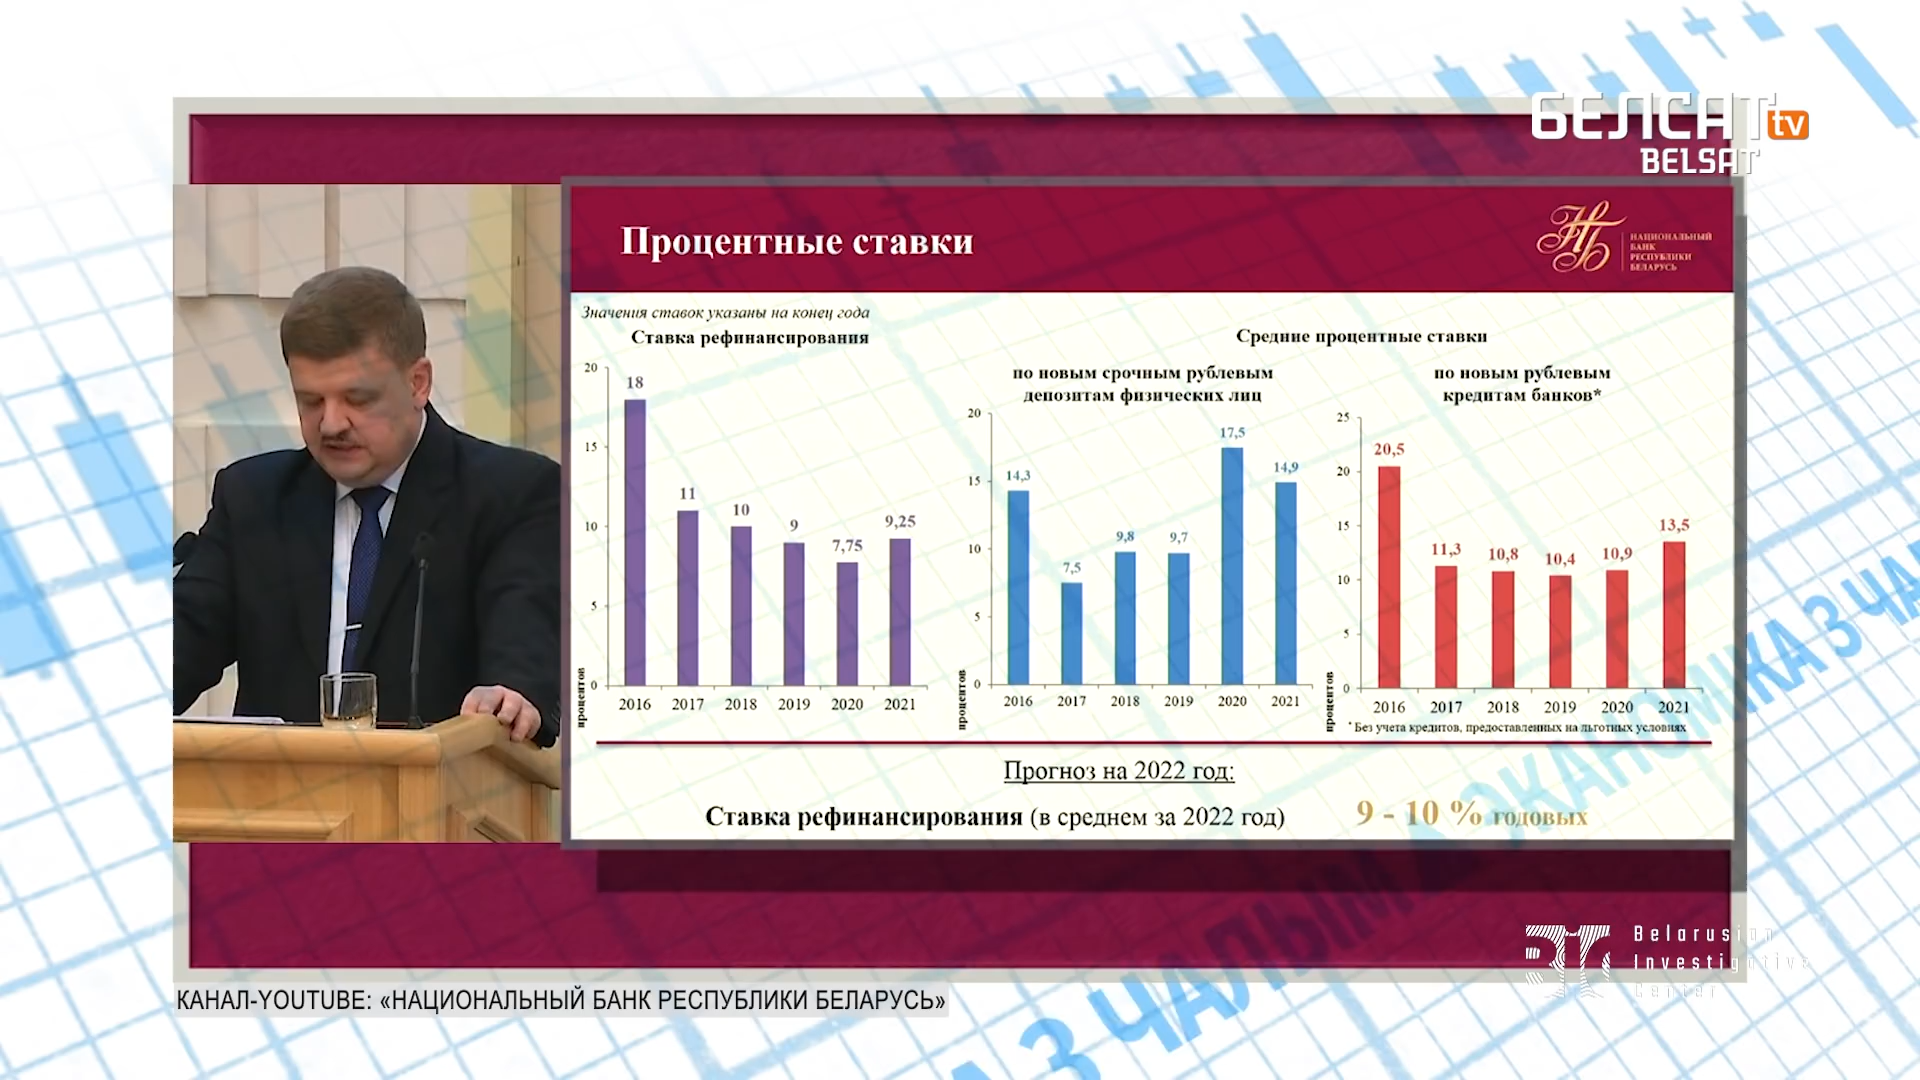 БЕЛСАТ tv
BELSAT
Процентные ставки
НАЦИОНАЛЬНЫЙ
БАНК
РЕСПУБЛИКИ
БЕЛАРУСЬ
Значения ставок указаны на конец года
Ставка рефинансирования
20
15
10
5
0
процентов
18
11
10
9
7,75
9,25
2016 2017 2018 2019 2020 2021
Средние процентные ставки
по новым срочным рублевым
депозитам физических лиц
20
15
10
5
0
процентов
14,3
7,5
9,8
9,7
17,5
14,9
2016 2017 2018 2019 2020 2021
по новым рублевым
кредитам банков*
25
20
15
10
5
0
процентов
20,5
11,3
10,8
10,4
10,9
13,5
2016 2017 2018 2019 2020 2021
* Без учета кредитов, предоставленных на льготных условиях
Прогноз на 2022 год:
Ставка рефинансирования (в среднем за 2022 год) 9 - 10 % годовых
Belarusian
Investigative
Center
КАНАЛ-YOUTUBE: «НАЦИОНАЛЬНЫЙ БАНК РЕСПУБЛИКИ БЕЛАРУСЬ»